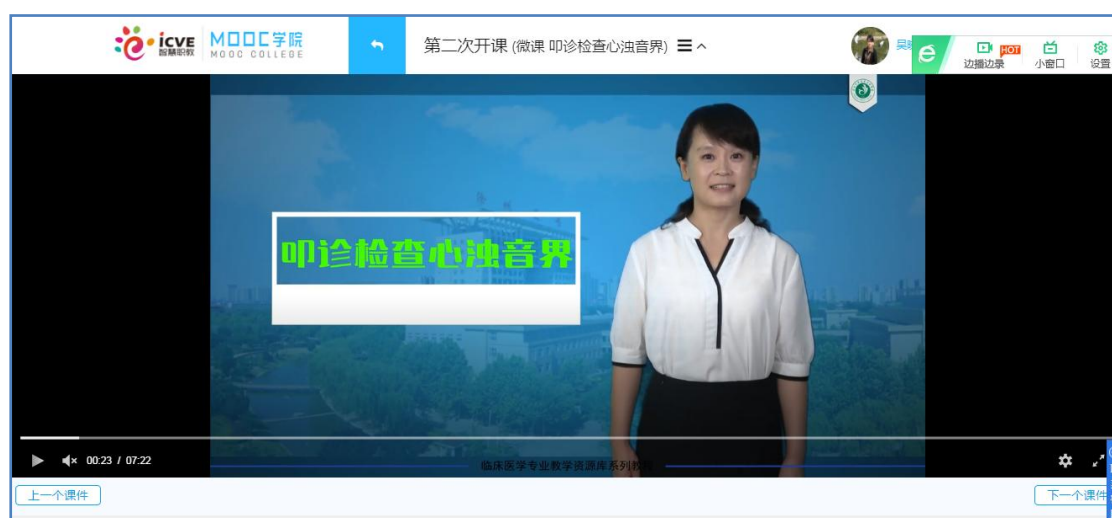 icve
智慧职教
MOOC学院
MOOC COLLEGE
第二次开课 (微课 叩诊检查心浊音界)
边播边录
HOT
小窗口
设置
叩诊检查心浊音界
00:23 / 07:22
临床医学专业教学资源库系列
上一个课件
下一个课件